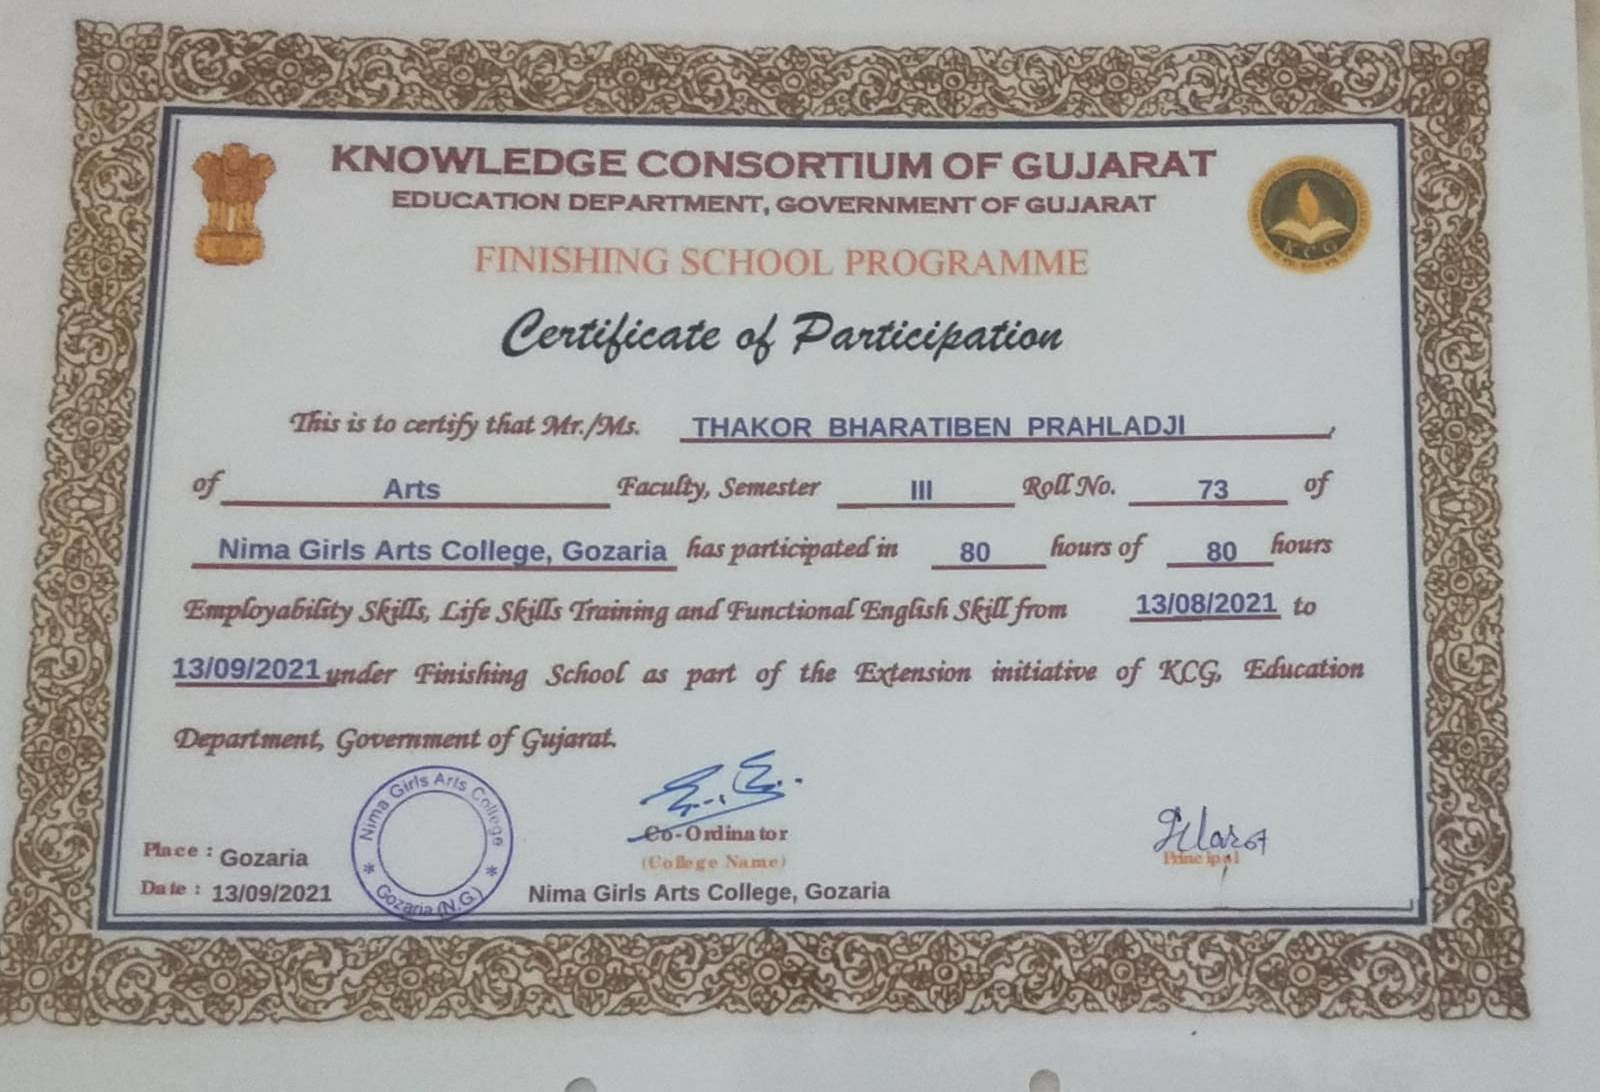 KNOWLEDGE CONSORTIUM OF GUJARAT
EDUCATION DEPARTMENT, GOVERNMENT OF GUJARAT
KCG
FINISHING SCHOOL PROGRAMME
Certificate of Participation
This is to certify that Mr./Ms. THAKOR BHARATIBEN PRAHLADJI,
of Arts Faculty, Semester III Roll No. 73 of
Nima Girls Arts College, Gozaria has participated in 80 hours of 80 hours
Employability Skills, Life Skills Training and Functional English Skill from 13/08/2021 to
13/09/2021 under Finishing School as part of the Extension initiative of KCG, Education
Department, Government of Gujarat.
Nima Girls Arts College
* Gozaria (N.G.) *
Co-Ordinator
(College Name)
Nima Girls Arts College, Gozaria
Principal
Place : Gozaria
Date : 13/09/2021